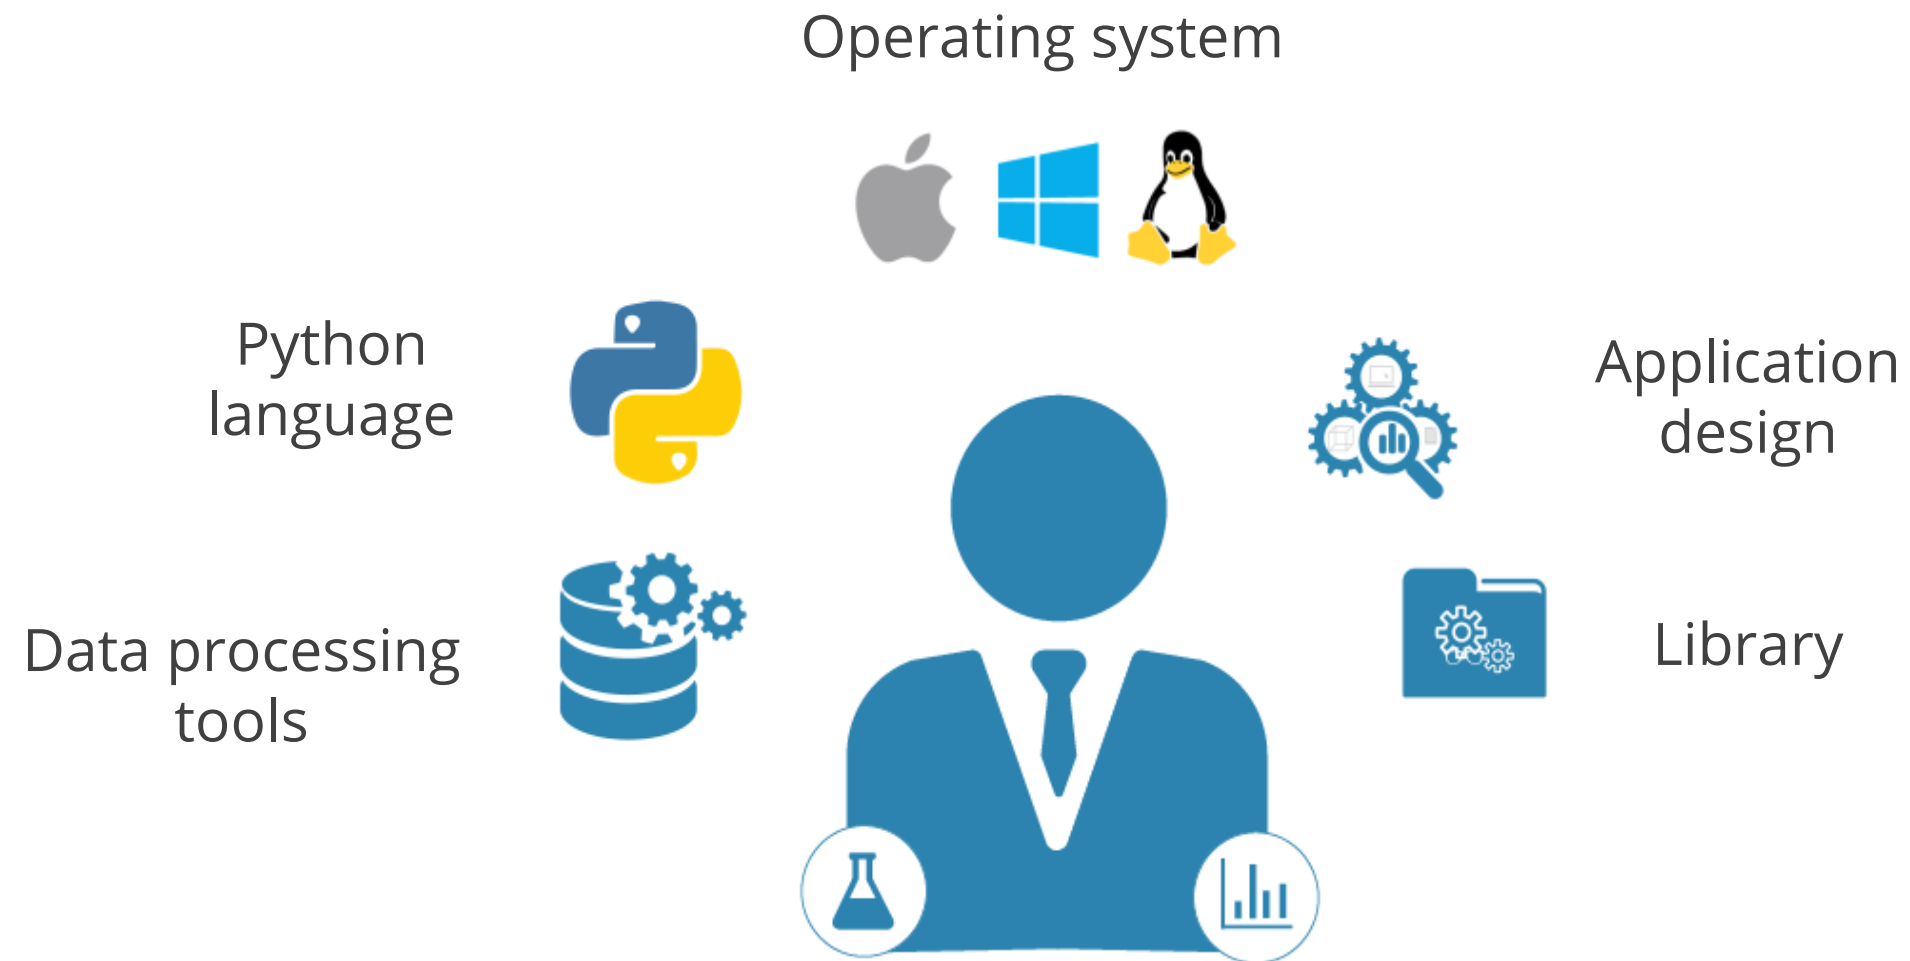 Operating system
Python
language
Application
design
Data processing
tools
Library